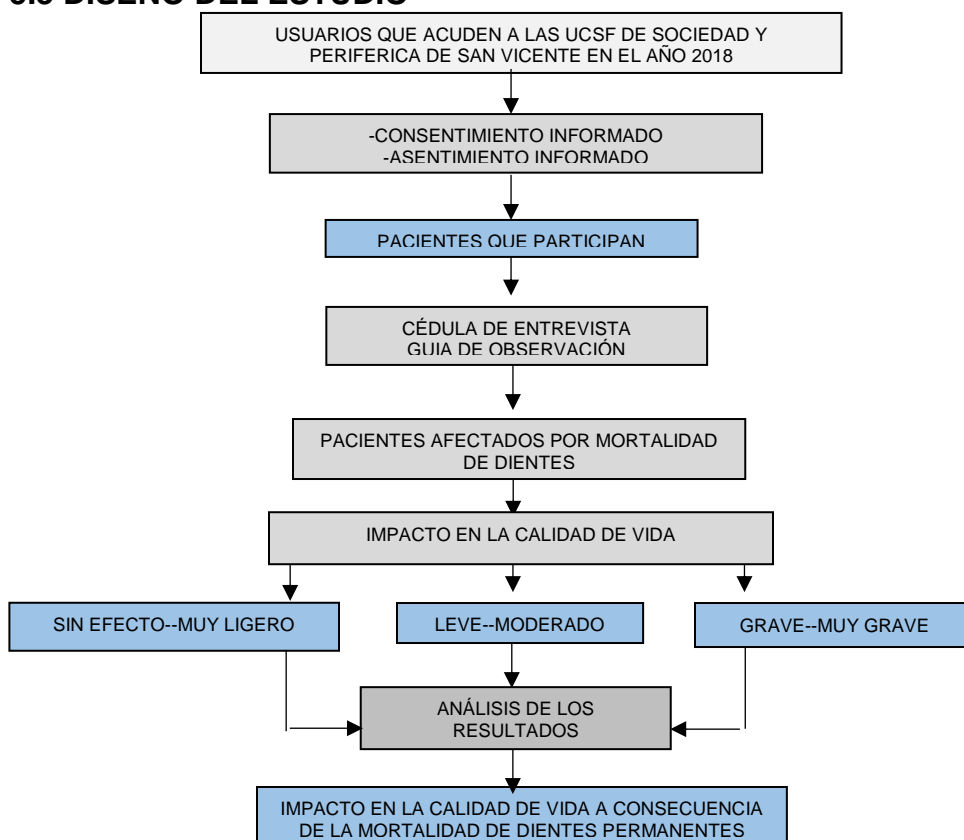 USUARIOS QUE ACUDEN A LAS UCSF DE SOCIEDAD Y
PERIFERICA DE SAN VICENTE EN EL AÑO 2018
-CONSENTIMIENTO INFORMADO
-ASENTIMIENTO INFORMADO
PACIENTES QUE PARTICIPAN
CÉDULA DE ENTREVISTA
GUIA DE OBSERVACIÓN
PACIENTES AFECTADOS POR MORTALIDAD
DE DIENTES
IMPACTO EN LA CALIDAD DE VIDA
SIN EFECTO--MUY LIGERO
LEVE--MODERADO
GRAVE--MUY GRAVE
ANÁLISIS DE LOS
RESULTADOS
IMPACTO EN LA CALIDAD DE VIDA A CONSECUENCIA
DE LA MORTALIDAD DE DIENTES PERMANENTES